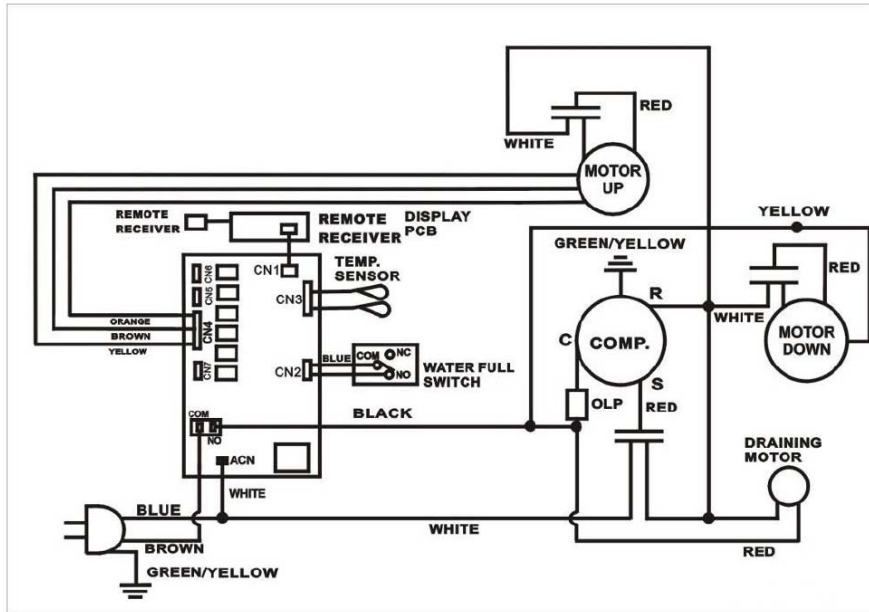 RED
WHITE
MOTOR
UP
REMOTE
RECEIVER
REMOTE
RECEIVER
DISPLAY
PCB
YELLOW
GREEN/YELLOW
CN6
CN5
CN1
TEMP.
SENSOR
RED
CN3
R
ORANGE
BROWN
YELLOW
CN4
WHITE
MOTOR
DOWN
C
COMP.
CN7
CN2
BLUE
COM
NC
NO
WATER FULL
SWITCH
S
OLP
RED
COM
NO
BLACK
DRAINING
MOTOR
ACN
WHITE
BLUE
WHITE
BROWN
RED
GREEN/YELLOW